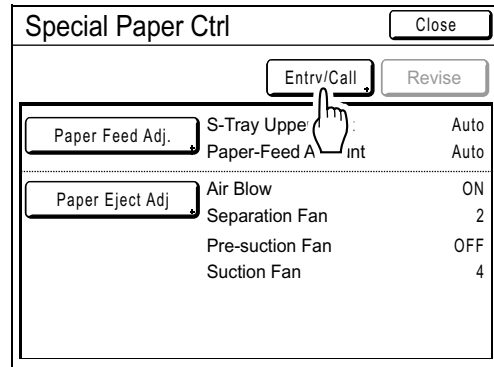 Special Paper Ctrl Close
Entry/Call Revise
Paper Feed Adj. S-Tray Upper : Auto
Paper-Feed Auto
Paper Eject Adj Air Blow ON
Separation Fan 2
Pre-suction Fan OFF
Suction Fan 4